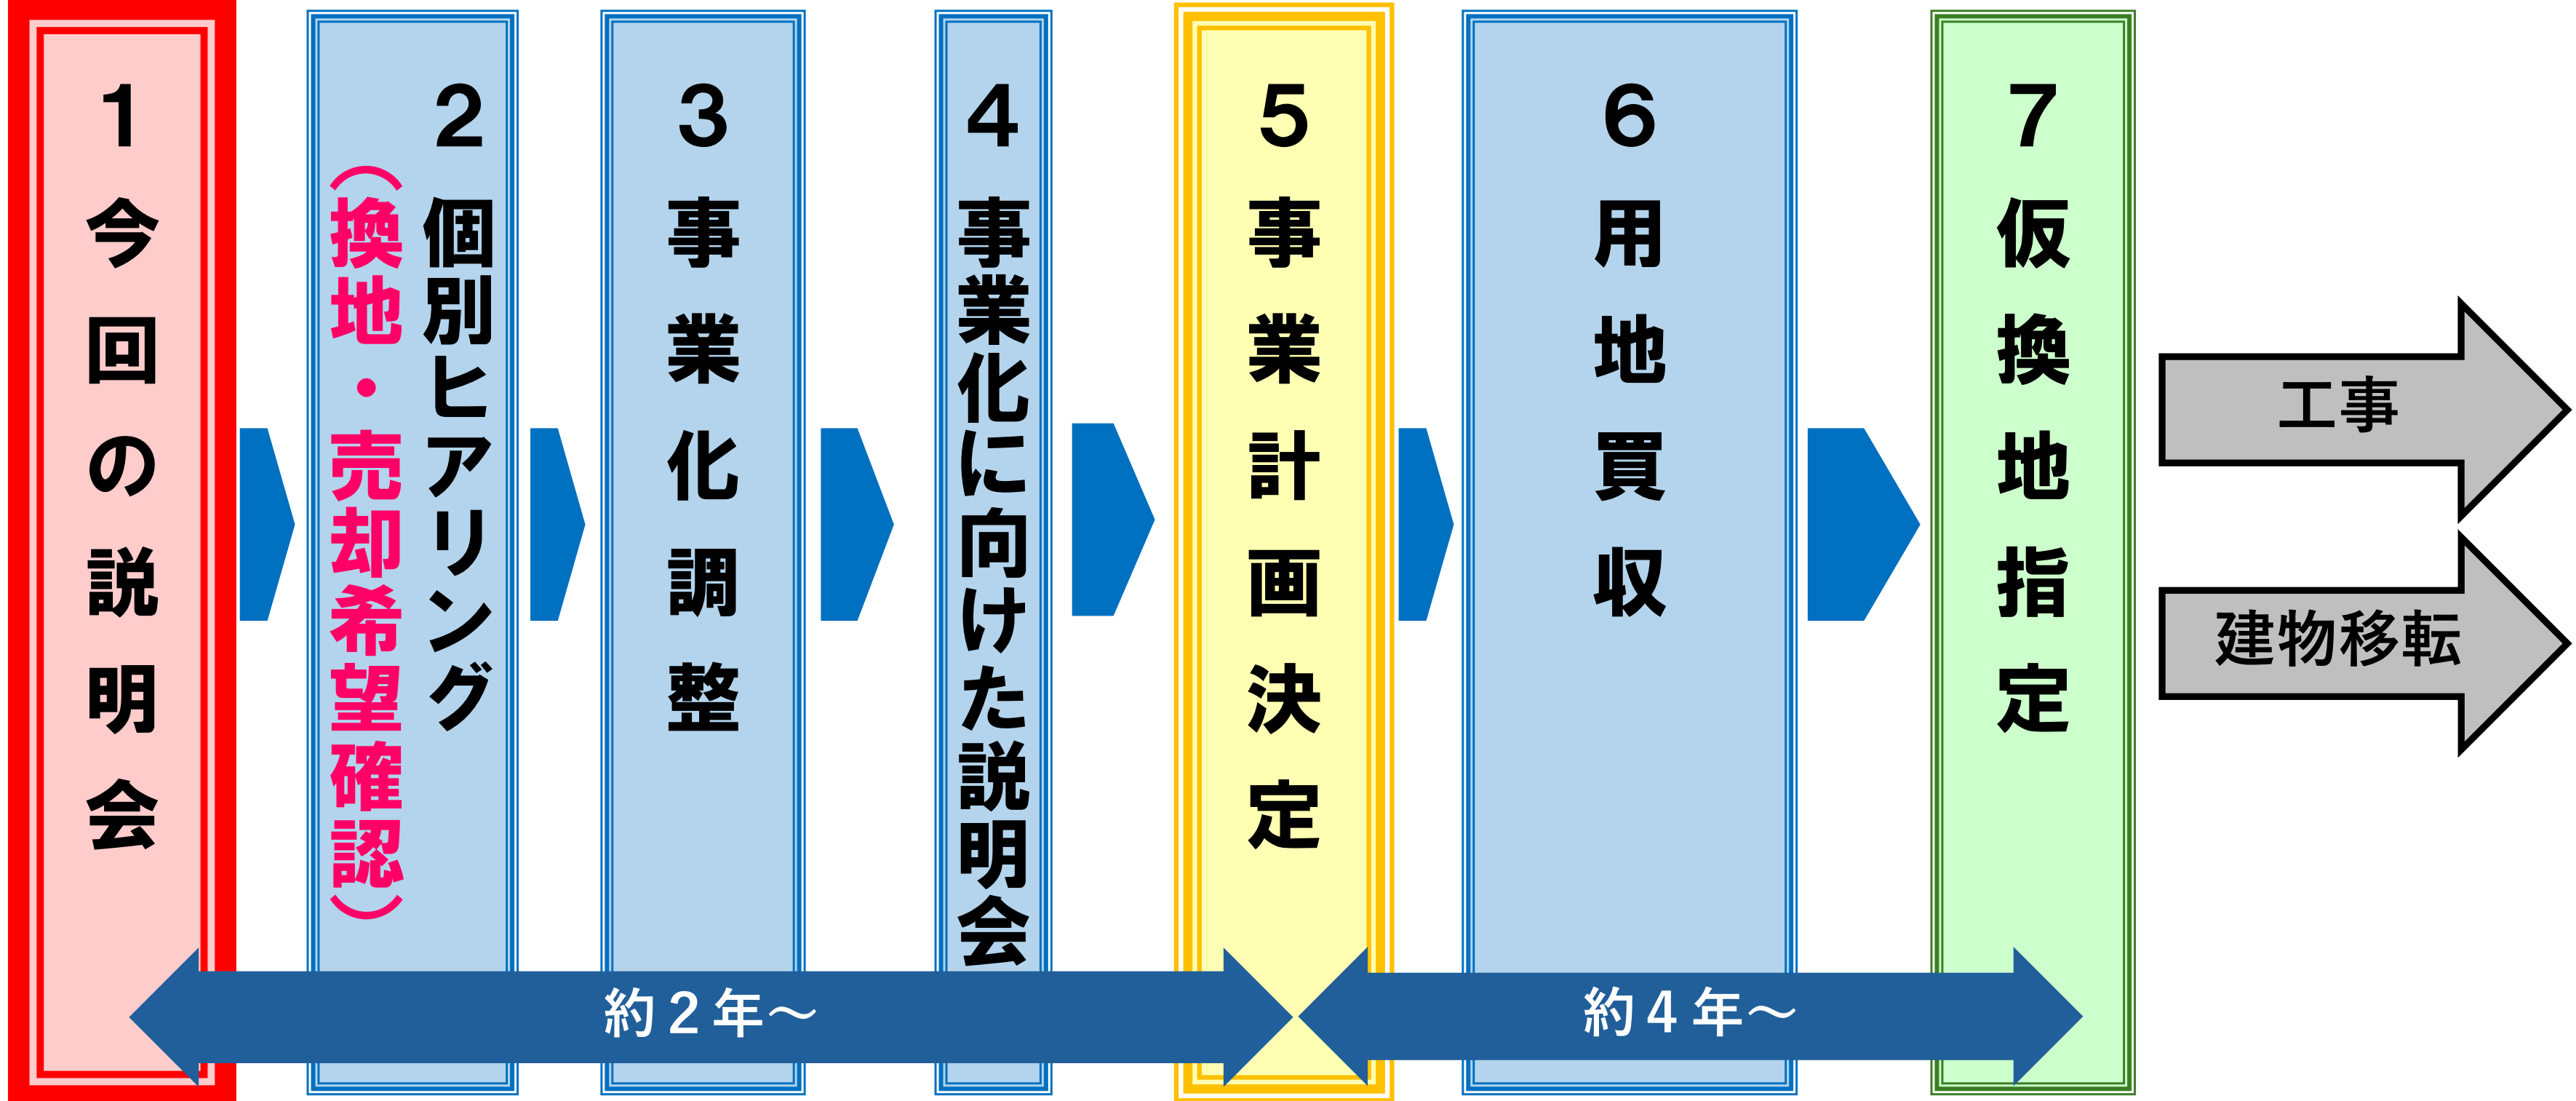 １今回の説明会
２個別ヒアリング
（換地・売却希望確認）
３事業化調整
４事業化に向けた説明会
５事業計画決定
６用地買収
７仮換地指定
工事
建物移転
約２年～
約４年～